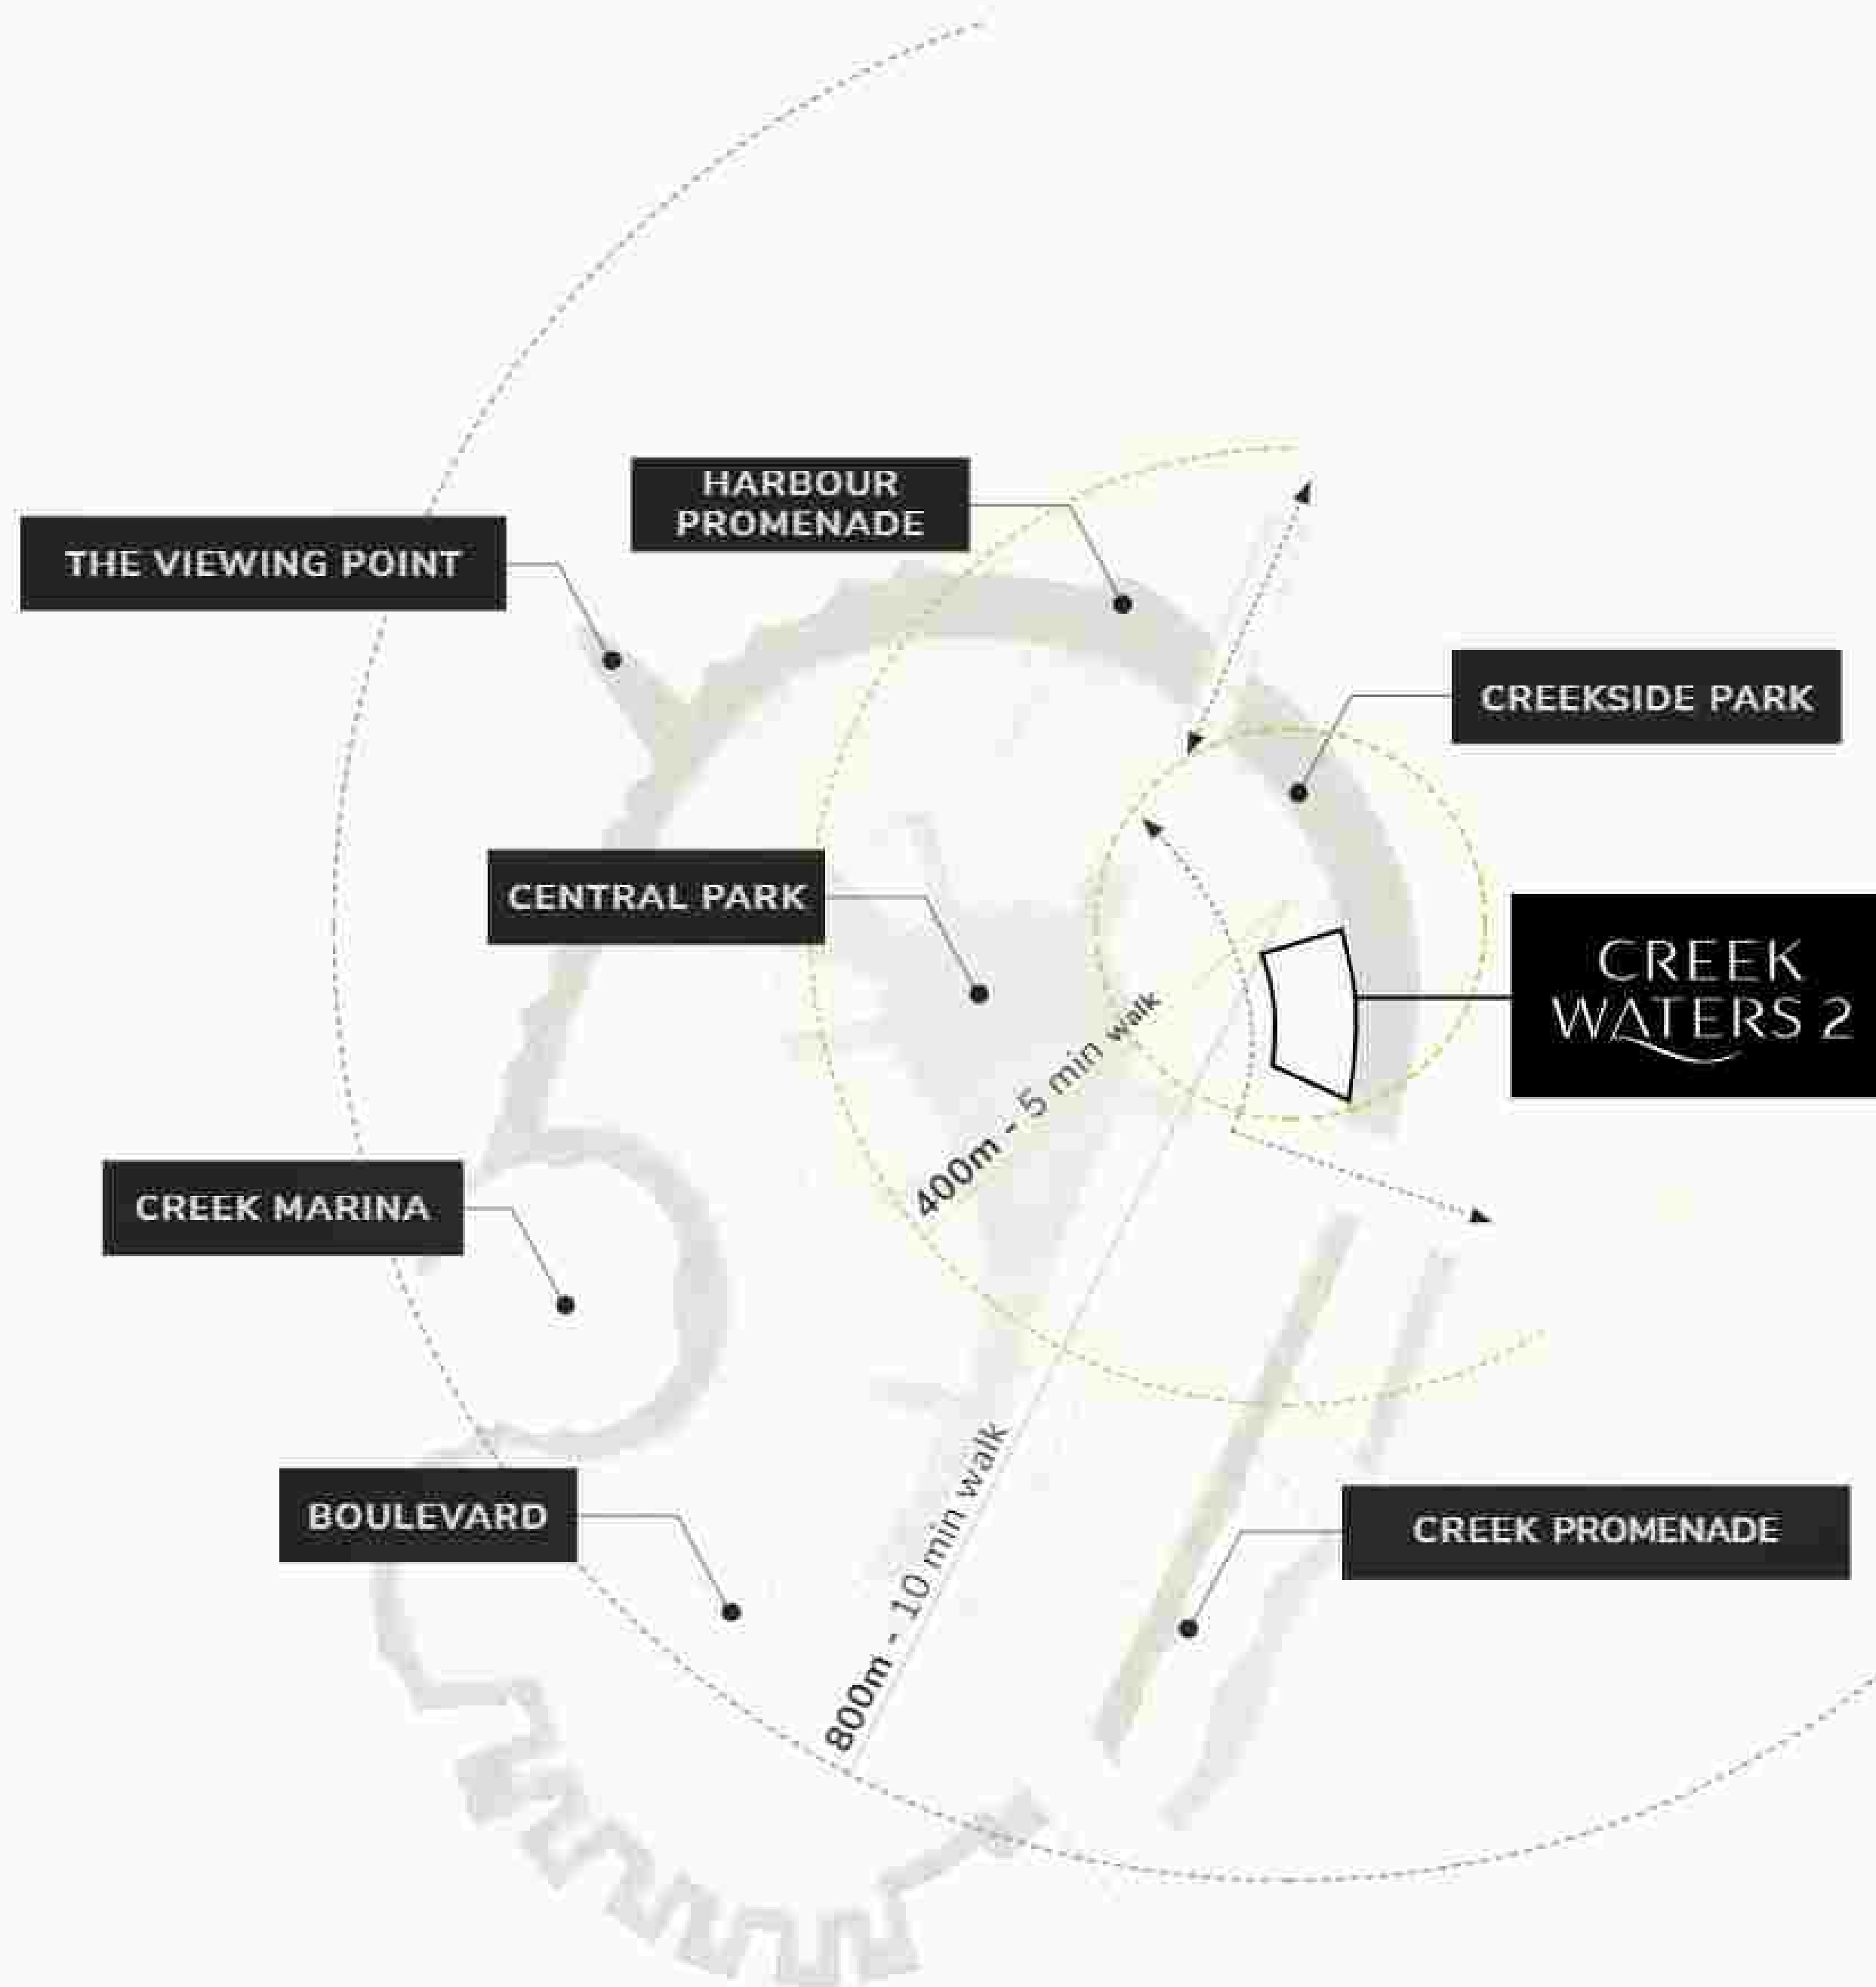 HARBOUR
PROMENADE
THE VIEWING POINT
CREEKSIDE PARK
CENTRAL PARK
CREEK
WATERS 2
400m - 5 min walk
CREEK MARINA
800m - 10 min walk
BOULEVARD
CREEK PROMENADE